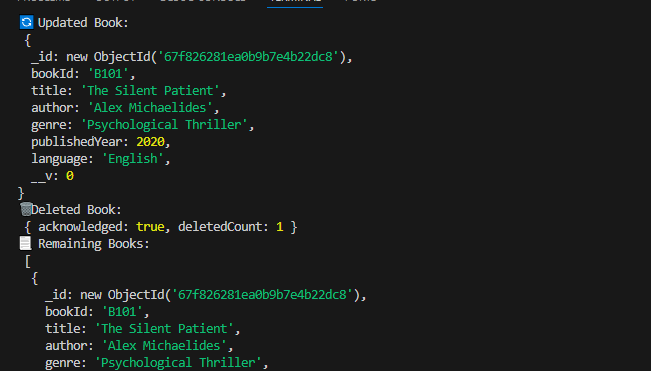 🔄 Updated Book:
{
_id: new ObjectId('67f826281ea0b9b7e4b22dc8'),
bookId: 'B101',
title: 'The Silent Patient',
author: 'Alex Michaelides',
genre: 'Psychological Thriller',
publishedYear: 2020,
language: 'English',
__v: 0
}
🗑️Deleted Book:
{ acknowledged: true, deletedCount: 1 }
📃 Remaining Books:
[
{
_id: new ObjectId('67f826281ea0b9b7e4b22dc8'),
bookId: 'B101',
title: 'The Silent Patient',
author: 'Alex Michaelides',
genre: 'Psychological Thriller',